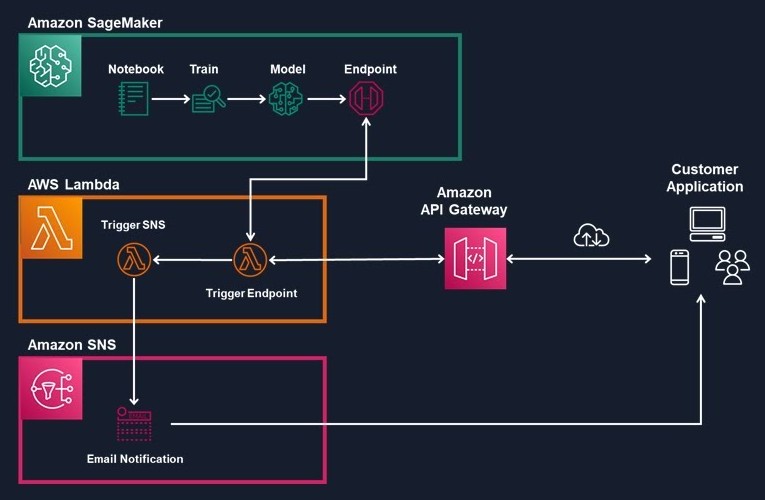 Amazon SageMaker
Notebook
Train
Model
Endpoint
AWS Lambda
Trigger SNS
Trigger Endpoint
Amazon
API Gateway
</>
Customer
Application
Amazon SNS
EMAIL
Email Notification